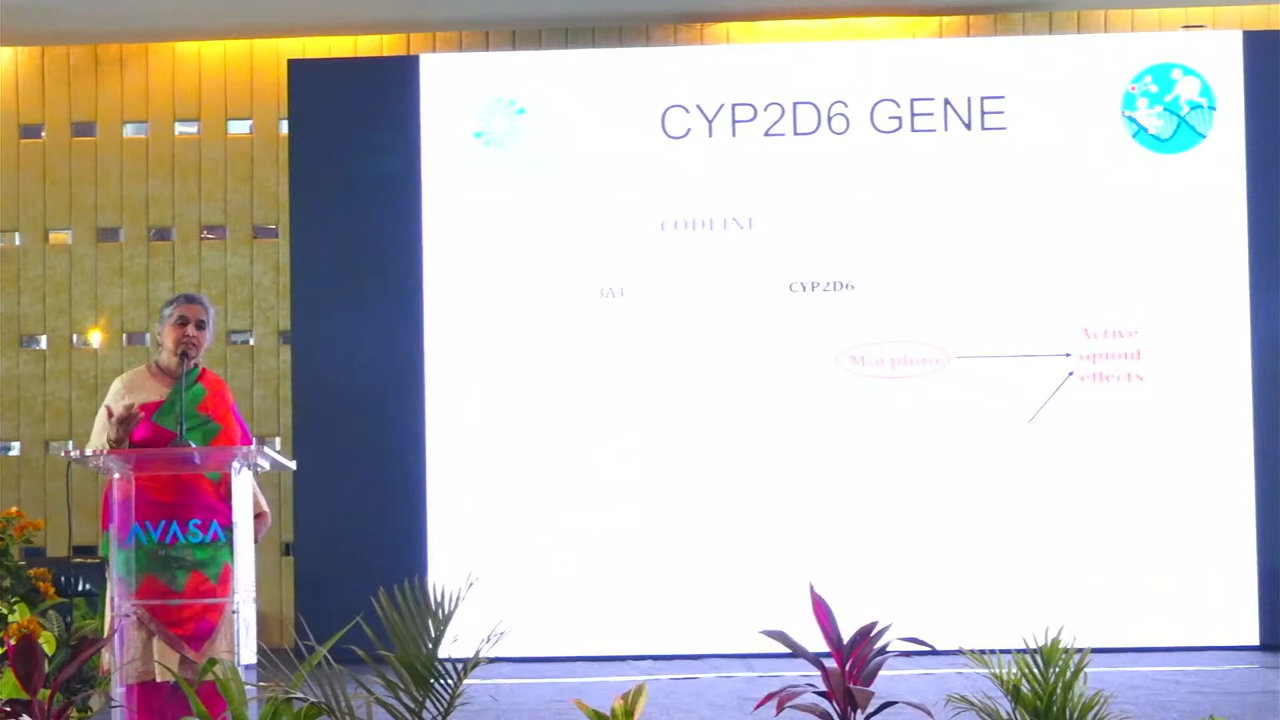 CYP2D6 GENE
CODEINE
3A4
CYP2D6
Morphine
Active
opioid
effects
AVASA